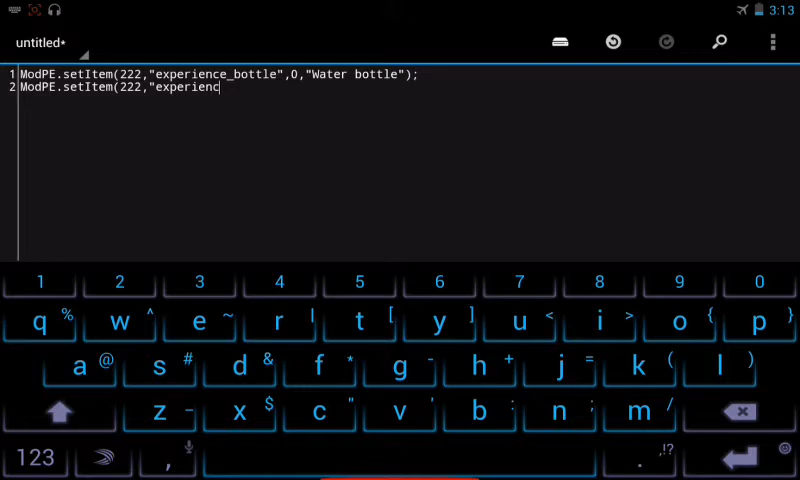 3:13
untitled*
1 ModPE.setItem(222,"experience_bottle",0,"Water bottle");
2 ModPE.setItem(222,"experienc
1 2 3 4 5 6 7 8 9 0
q % w ^ e ~ r | t [ y ] u < i > o { p }
a @ s # d & f * g - h + j = k ( l )
z _ x $ c " v ' b : n ; m /
123 , . ,!?